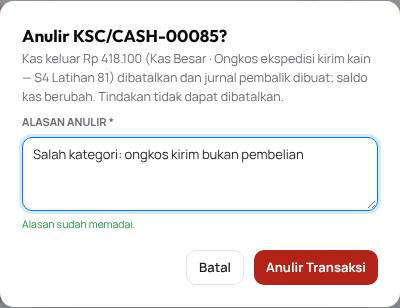 Anulir KSC/CASH-00085?
Kas keluar Rp 418.100 (Kas Besar · Ongkos ekspedisi kirim kain
— S4 Latihan 81) dibatalkan dan jurnal pembalik dibuat; saldo
kas berubah. Tindakan tidak dapat dibatalkan.
ALASAN ANULIR *
Salah kategori: ongkos kirim bukan pembelian
Alasan sudah memadai.
Batal
Anulir Transaksi